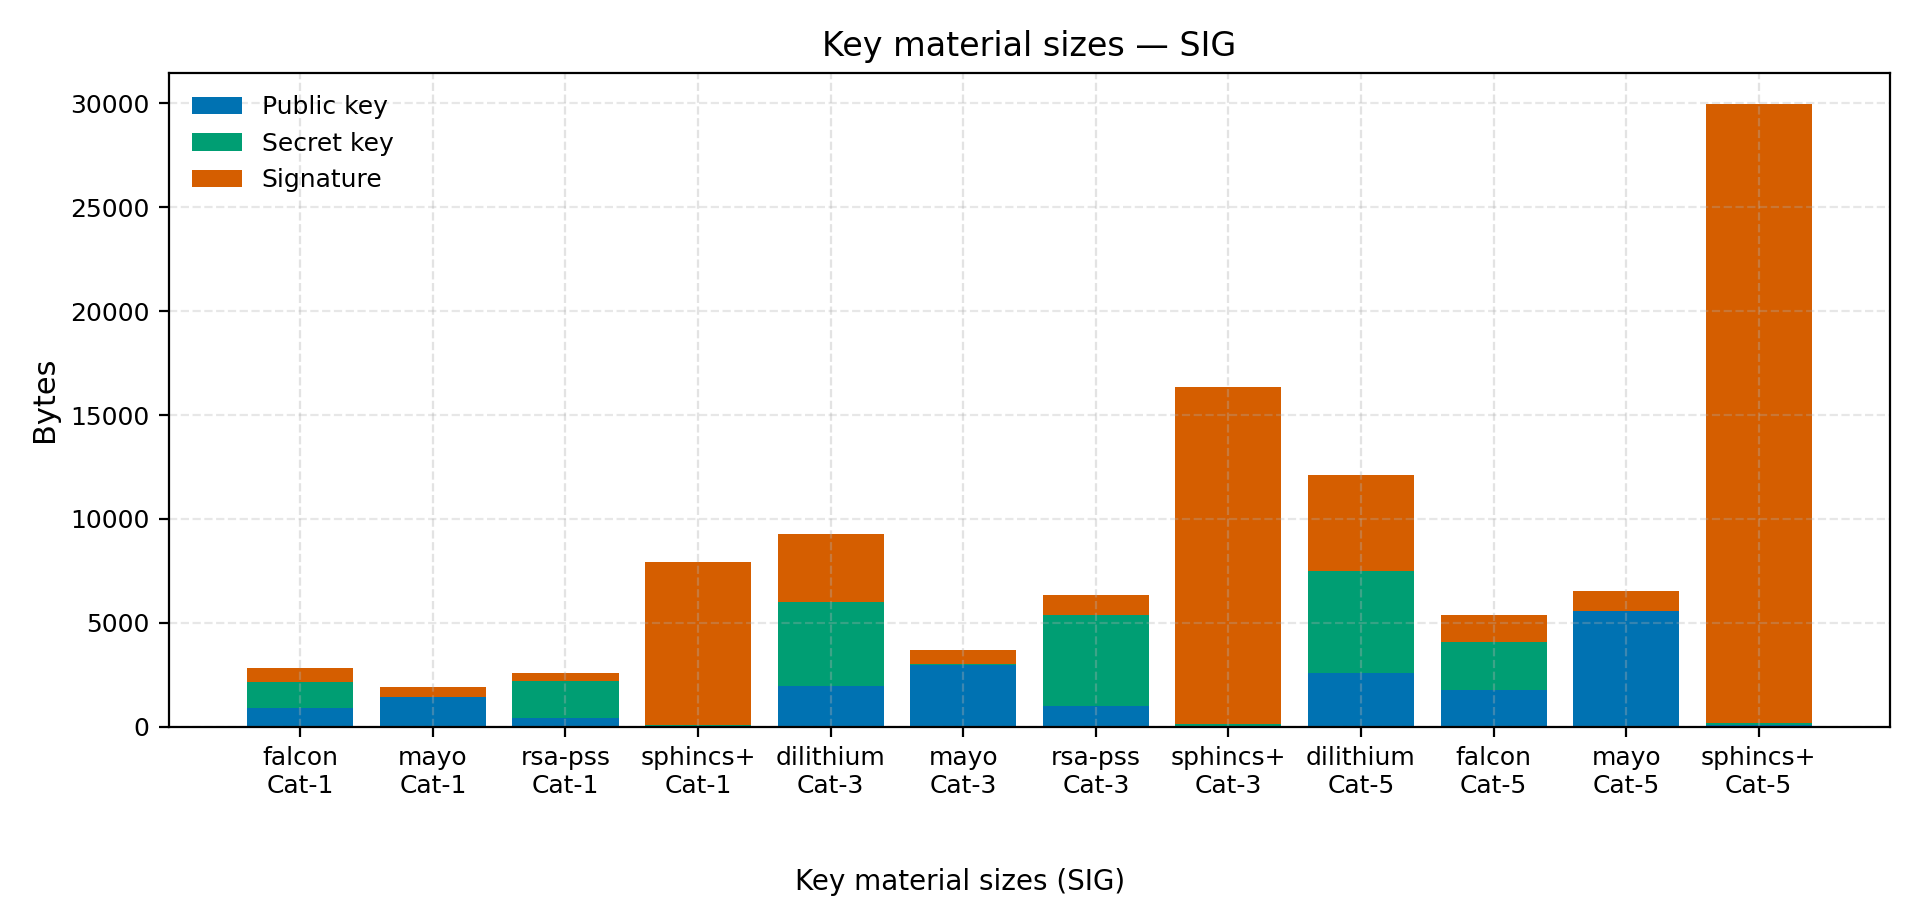 Key material sizes — SIG
Public key
Secret key
Signature
Bytes
30000
25000
20000
15000
10000
5000
0
falcon Cat-1
mayo Cat-1
rsa-pss Cat-1
sphincs+ Cat-1
dilithium Cat-3
mayo Cat-3
rsa-pss Cat-3
sphincs+ Cat-3
dilithium Cat-5
falcon Cat-5
mayo Cat-5
sphincs+ Cat-5
Key material sizes (SIG)